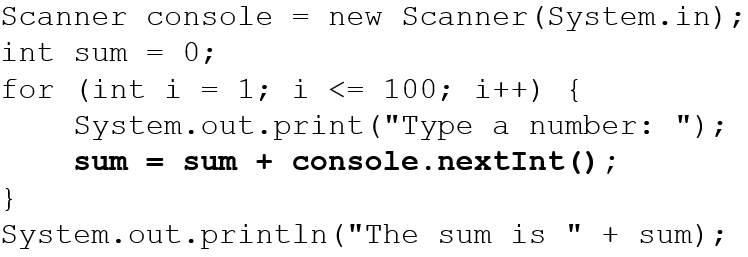 Scanner console = new Scanner(System.in);
int sum = 0;
for (int i = 1; i <= 100; i++) {
    System.out.print("Type a number: ");
    sum = sum + console.nextInt();
}
System.out.println("The sum is " + sum);